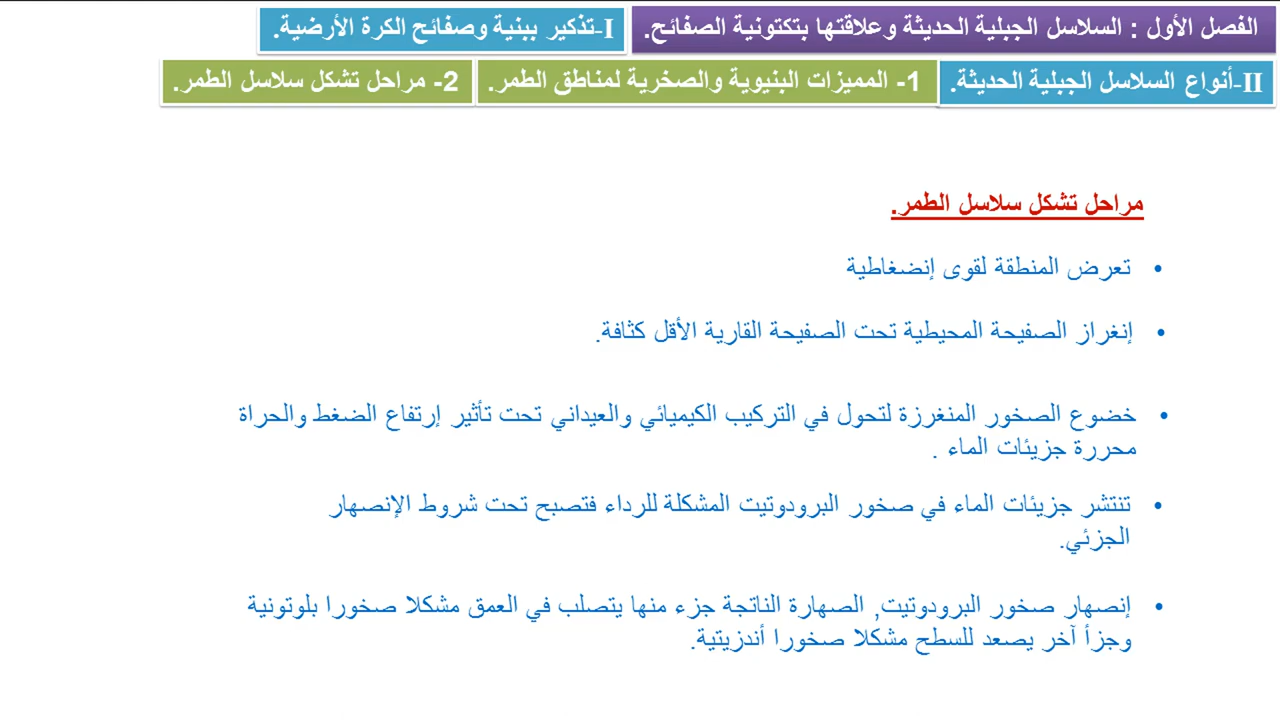 الفصل الأول : السلاسل الجبلية الحديثة وعلاقتها بتكتونية الصفائح.
I-تذكير ببنية وصفائح الكرة الأرضية.
II-أنواع السلاسل الجبلية الحديثة.
1- المميزات البنيوية والصخرية لمناطق الطمر.
2- مراحل تشكل سلاسل الطمر.
مراحل تشكل سلاسل الطمر.
• تعرض المنطقة لقوى إنضغاطية
• إنغراز الصفيحة المحيطية تحت الصفيحة القارية الأقل كثافة.
• خضوع الصخور المنغرزة لتحول في التركيب الكيميائي والعيداني تحت تأثير إرتفاع الضغط والحراة
محررة جزيئات الماء .
• تنتشر جزيئات الماء في صخور البرودوتيت المشكلة للرداء فتصبح تحت شروط الإنصهار
الجزئي.
• إنصهار صخور البرودوتيت, الصهارة الناتجة جزء منها يتصلب في العمق مشكلا صخورا بلوتونية
وجزأ آخر يصعد للسطح مشكلا صخورا أندزيتية.